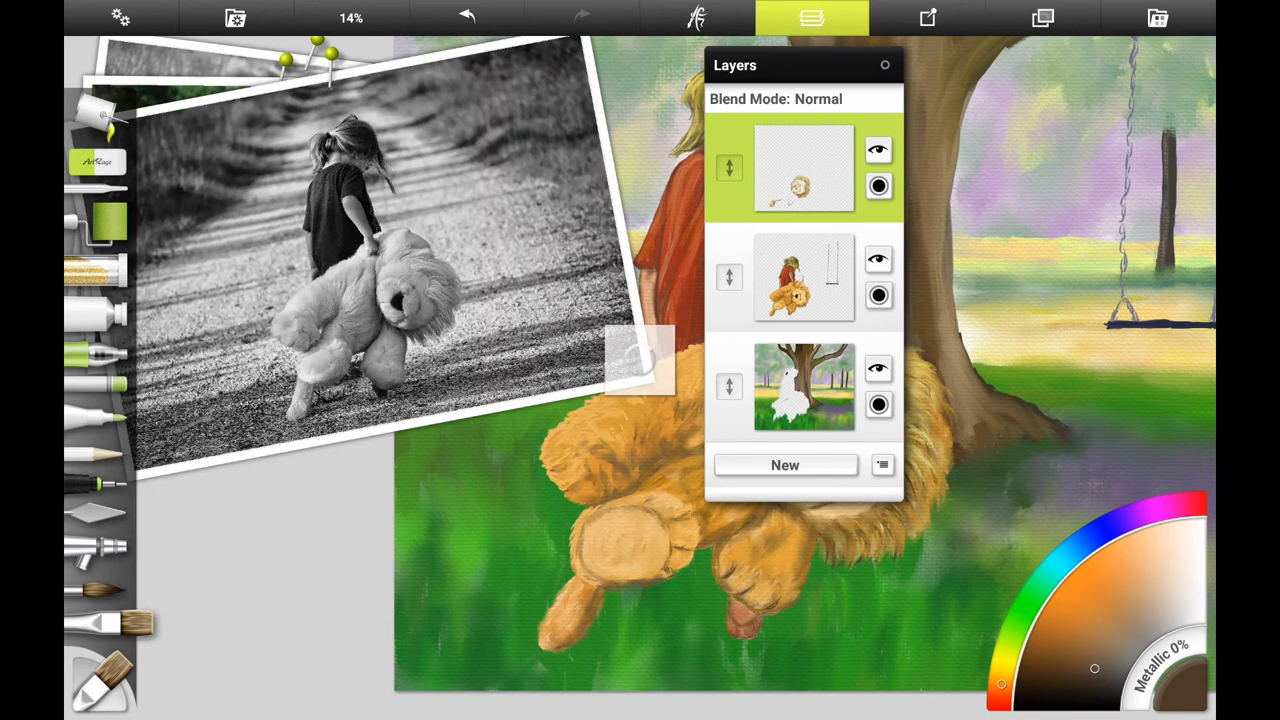 14%
Layers
Blend Mode: Normal
ArtRage
New
Metallic 0%